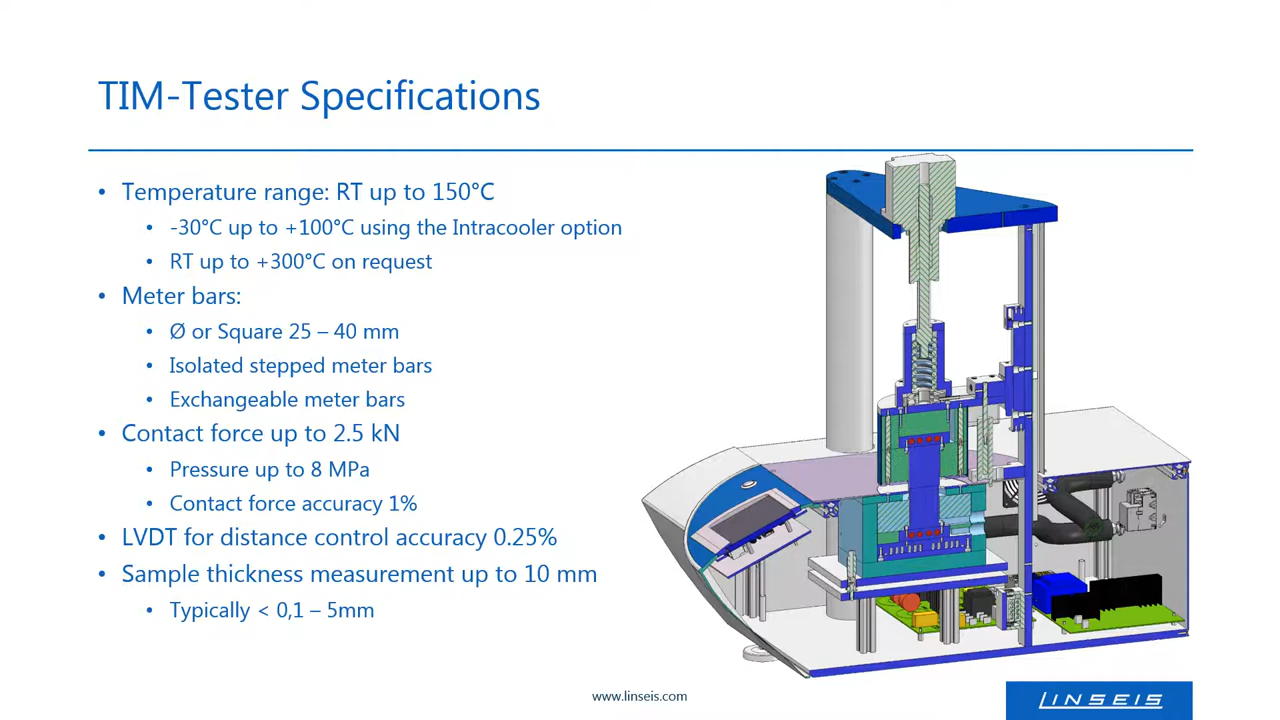 TIM-Tester Specifications
• Temperature range: RT up to 150°C
• -30°C up to +100°C using the Intracooler option
• RT up to +300°C on request
• Meter bars:
• Ø or Square 25 – 40 mm
• Isolated stepped meter bars
• Exchangeable meter bars
• Contact force up to 2.5 kN
• Pressure up to 8 MPa
• Contact force accuracy 1%
• LVDT for distance control accuracy 0.25%
• Sample thickness measurement up to 10 mm
• Typically < 0,1 – 5mm
www.linseis.com
LINSEIS